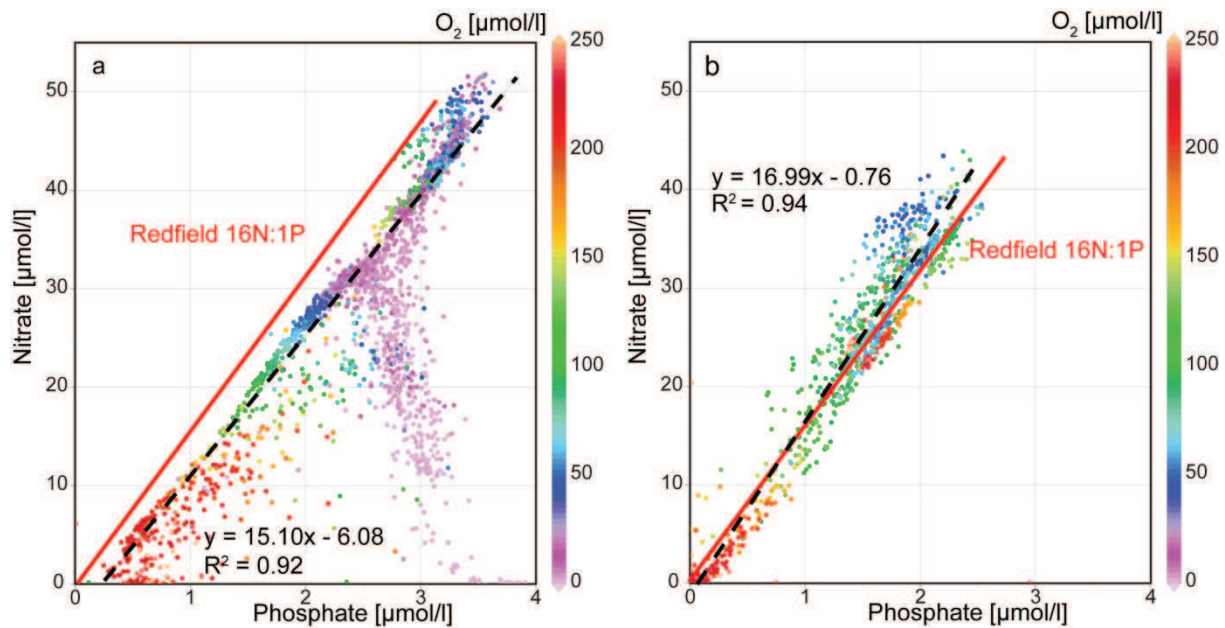 O₂ [µmol/l]
a
250
200
150
100
50
0
50
40
30
20
10
0
0 1 2 3 4
Nitrate [µmol/l]
Phosphate [µmol/l]
Redfield 16N:1P
y = 15.10x - 6.08
R² = 0.92
O₂ [µmol/l]
b
250
200
150
100
50
0
50
40
30
20
10
0
0 1 2 3 4
Nitrate [µmol/l]
Phosphate [µmol/l]
y = 16.99x - 0.76
R² = 0.94
Redfield 16N:1P